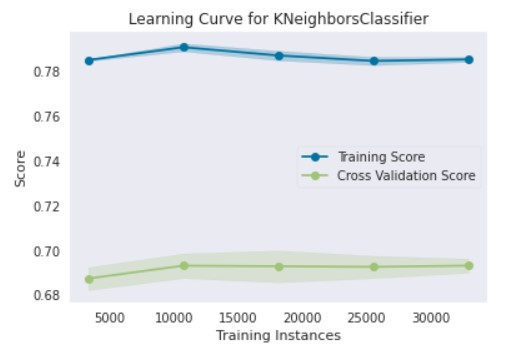 Learning Curve for KNeighborsClassifier
0.78
0.76
0.74
0.72
0.70
0.68
Score
Training Score
Cross Validation Score
5000 10000 15000 20000 25000 30000
Training Instances